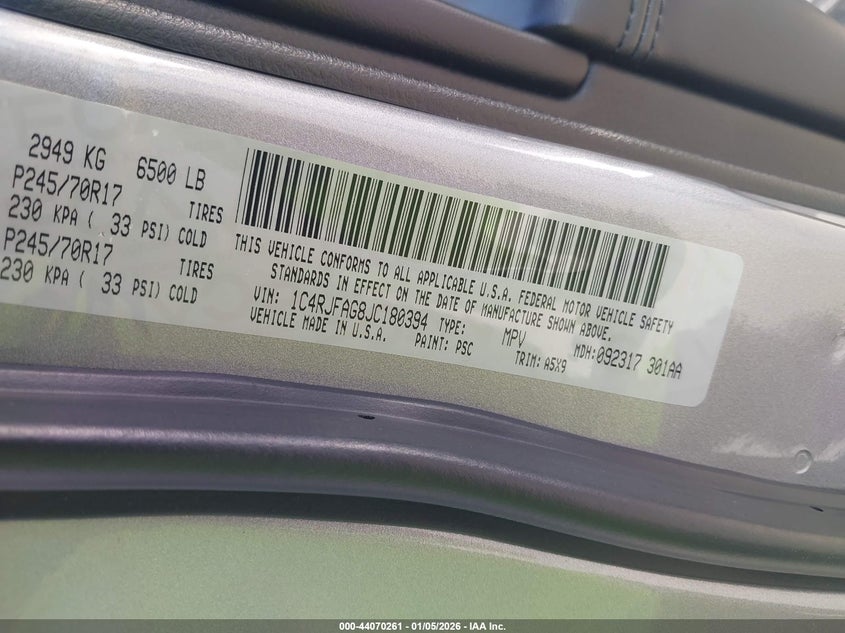 2949 KG 6500 LB
P245/70R17 TIRES
230 KPA ( 33 PSI) COLD
P245/70R17 TIRES
230 KPA ( 33 PSI) COLD
THIS VEHICLE CONFORMS TO ALL APPLICABLE U.S.A. FEDERAL MOTOR VEHICLE SAFETY
STANDARDS IN EFFECT ON THE DATE OF MANUFACTURE SHOWN ABOVE.
VIN: 1C4RJFAG8JC180394 TYPE: MPV MDH:092317 301AA
VEHICLE MADE IN U.S.A. PAINT: PSC TRIM: A5X9
000-44070261 - 01/05/2026 - IAA Inc.